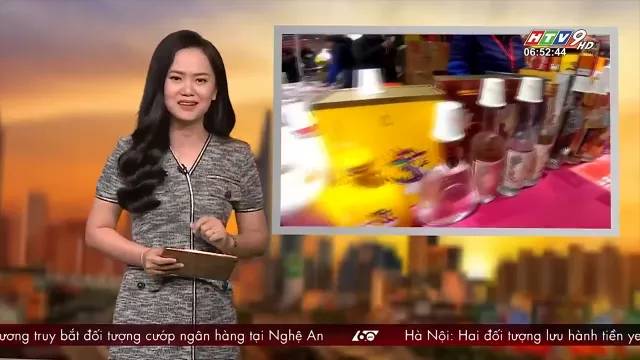 HTV9 HD
06:52:44
ương truy bắt đối tượng cướp ngân hàng tại Nghệ An
60
Hà Nội: Hai đối tượng lưu hành tiền